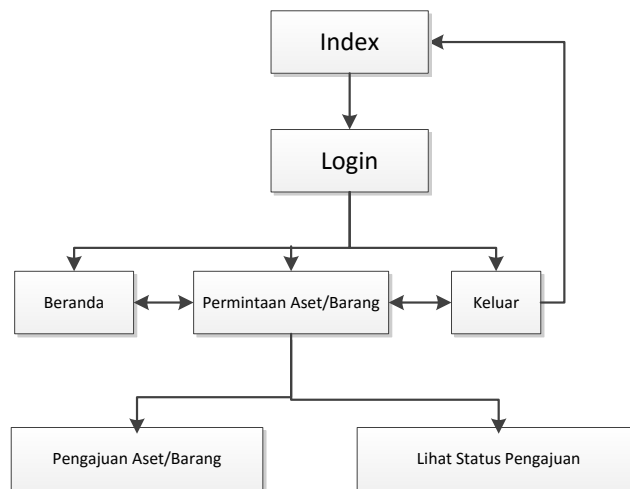 Index
Login
Beranda
Permintaan Aset/Barang
Keluar
Pengajuan Aset/Barang
Lihat Status Pengajuan